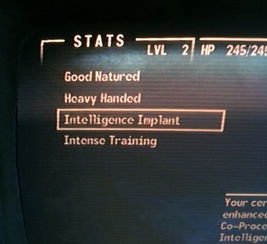 STATS
LVL 2 HP 245/245
Good Natured
Heavy Handed
Intelligence Implant
Intense Training
Your cer
enhanced
Co-Proce
Intellige